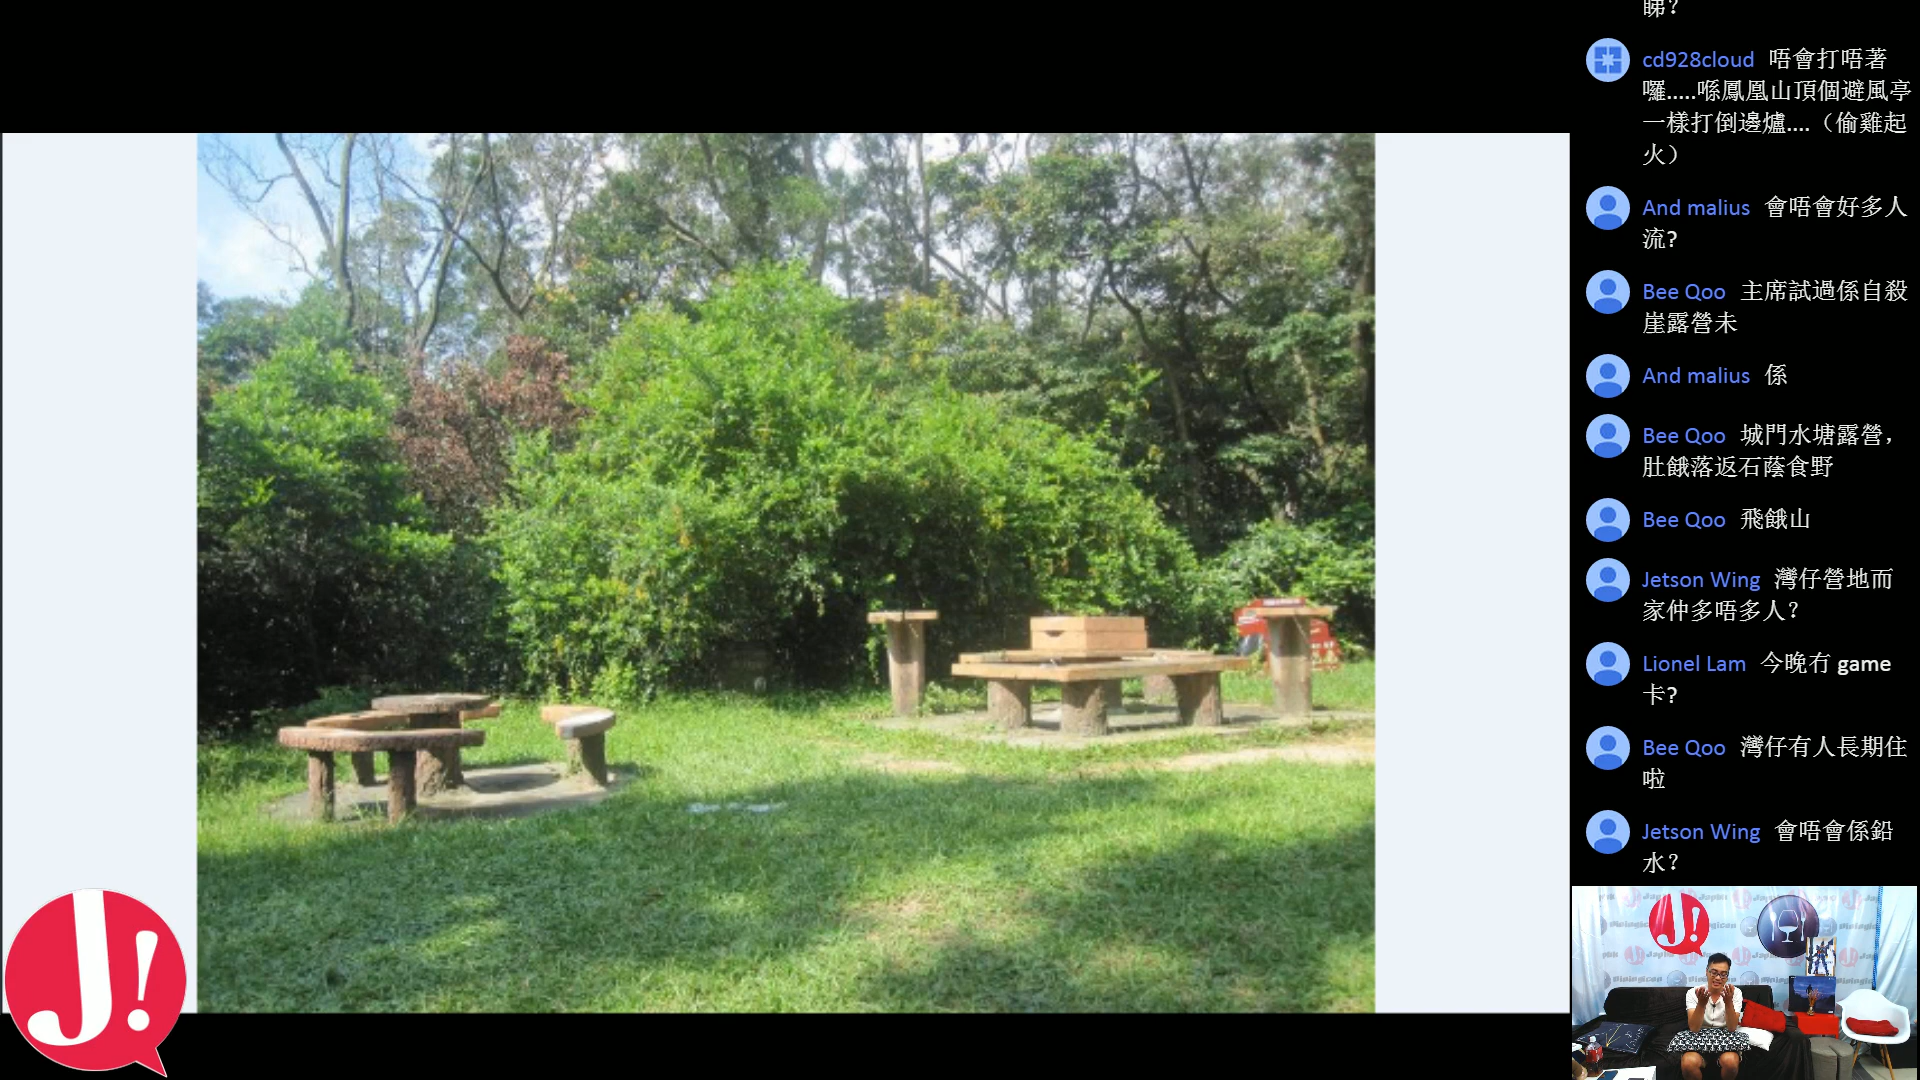 睇?
cd928cloud 唔會打唔著
囉.....喺鳳凰山頂個避風亭
一樣打倒邊爐....（偷雞起
火）
And malius 會唔會好多人
流?
Bee Qoo 主席試過係自殺
崖露營未
And malius 係
Bee Qoo 城門水塘露營，
肚餓落返石蔭食野
Bee Qoo 飛餓山
Jetson Wing 灣仔營地而
家仲多唔多人?
Lionel Lam 今晚冇 game
卡?
Bee Qoo 灣仔有人長期住
啦
Jetson Wing 會唔會係鉛
水?
J!
J!